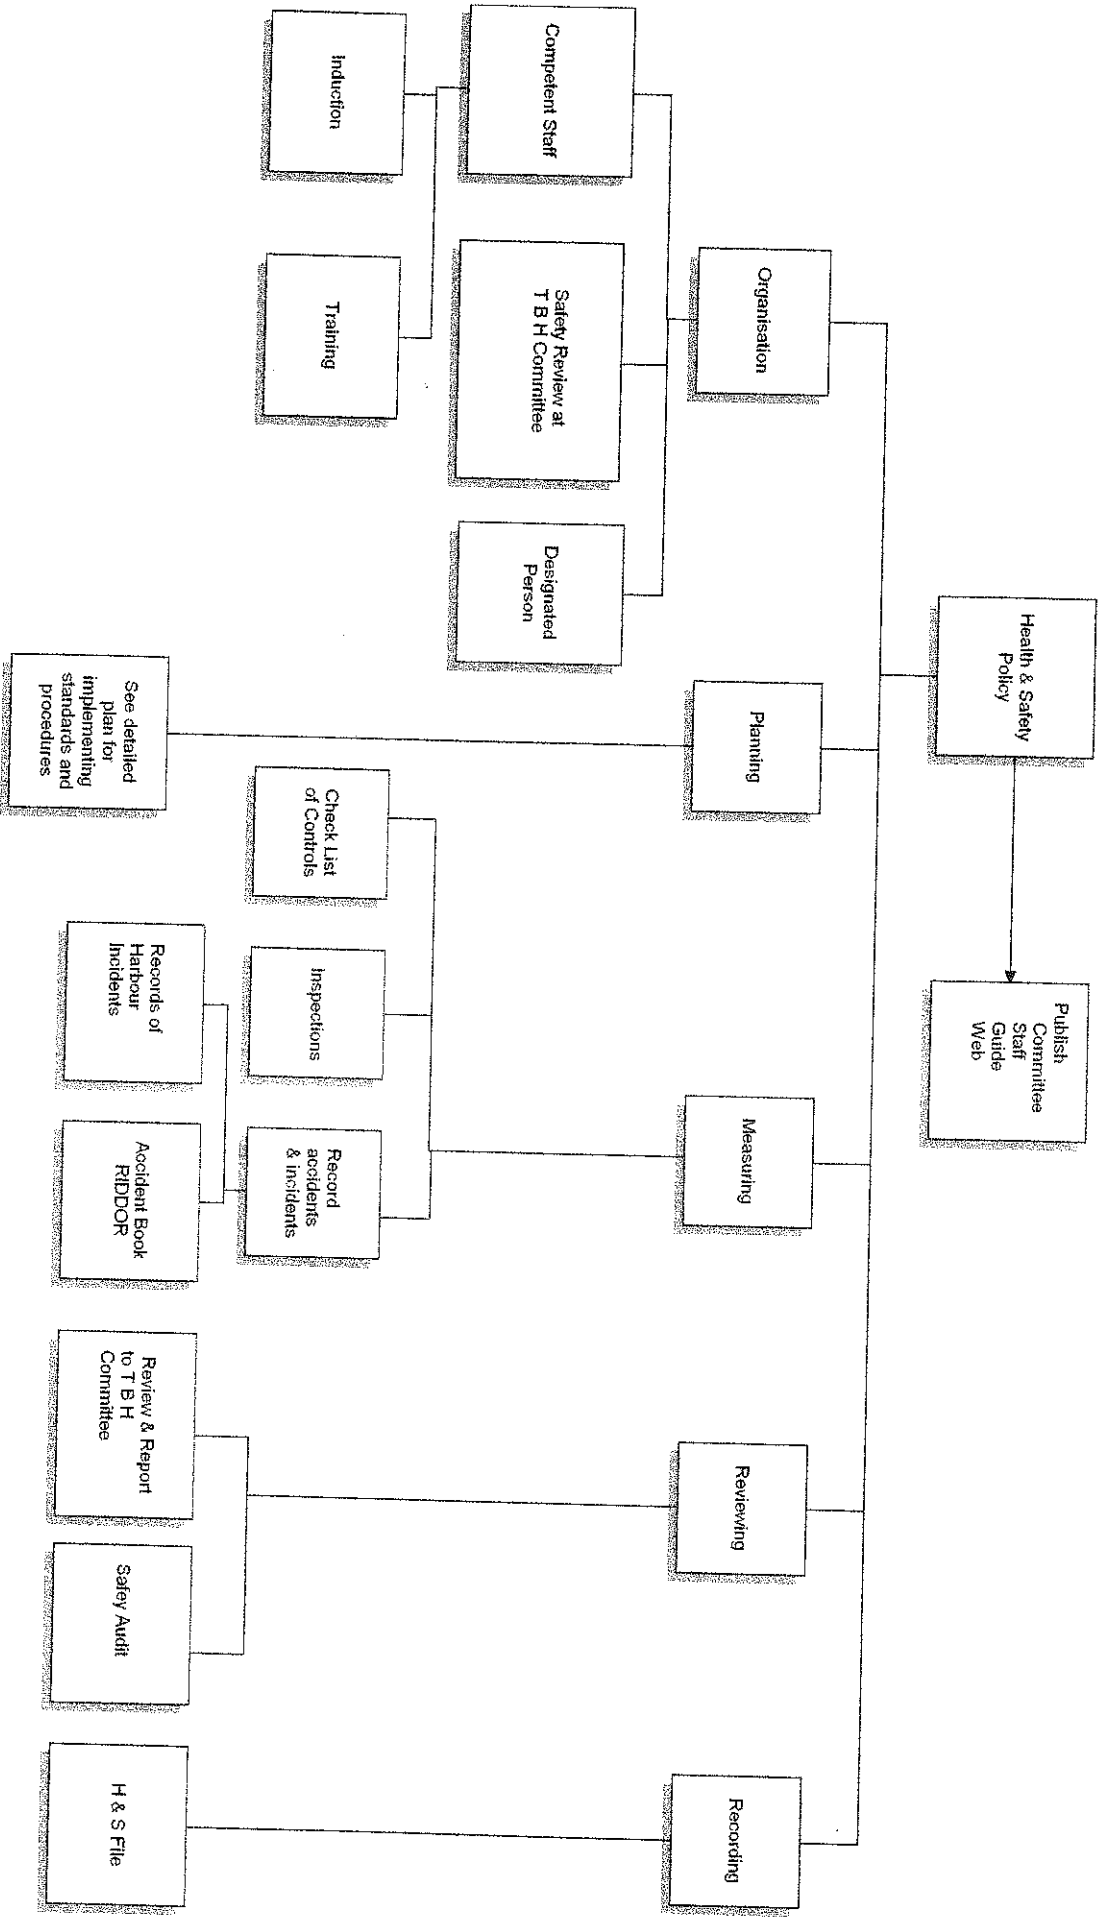 Health & Safety
Policy
Publish
Committee
Staff
Guide
Web
Organisation
Planning
Measuring
Reviewing
Recording
Competent Staff
Safety Review at
T B H Committee
Designated
Person
Induction
Training
See detailed
plan for
implementing
standards and
procedures
Check List
of Controls
Inspections
Record
accidents
& incidents
Records of
Harbour
Incidents
Accident Book
RIDDOR
Review & Report
to T B H
Committee
Safey Audit
H & S File